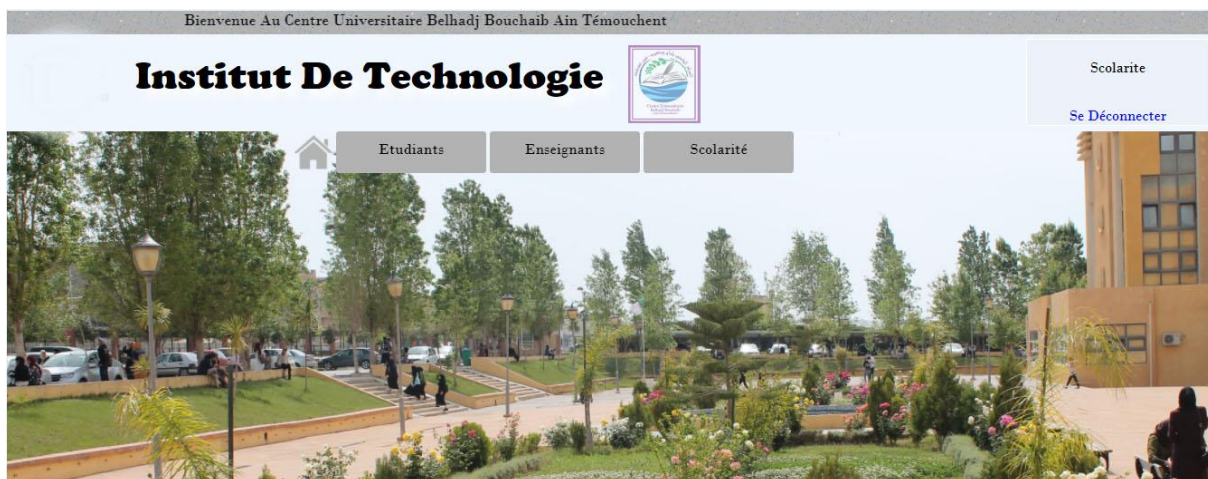 Bienvenue Au Centre Universitaire Belhadj Bouchaib Ain Témouchent
Institut De Technologie
Scolarite
Se Déconnecter
Etudiants
Enseignants
Scolarité